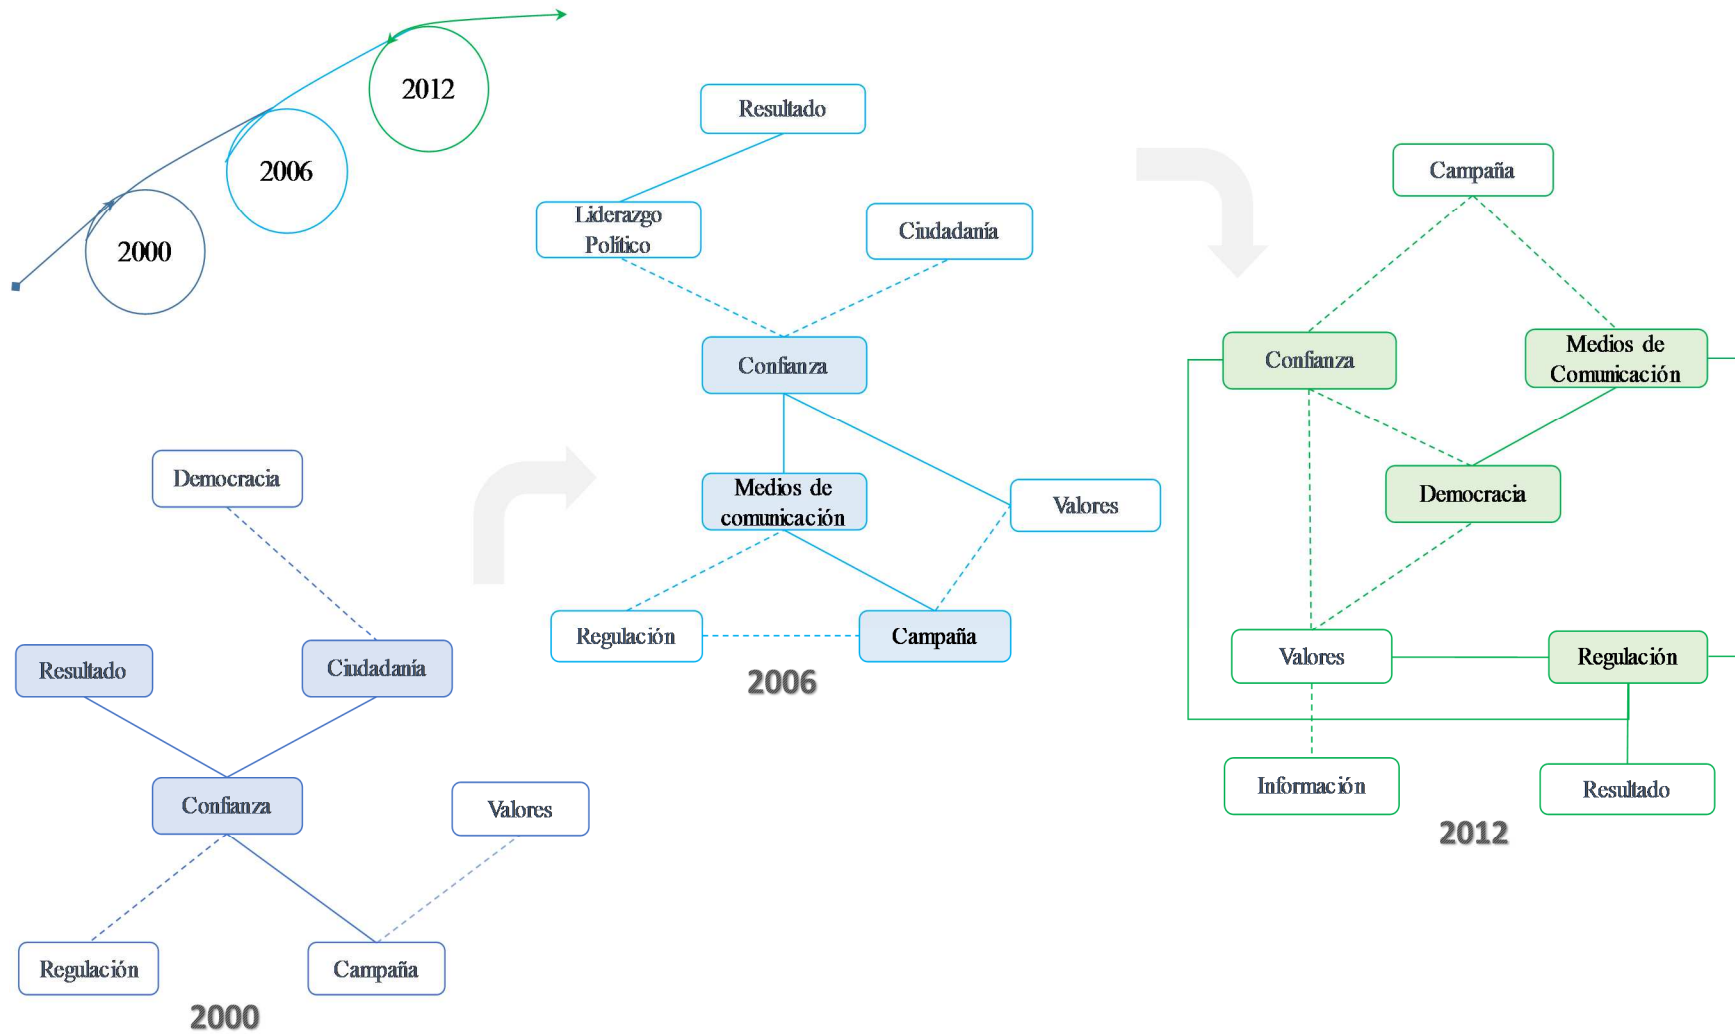 2012
2006
2000
Democracia
Resultado
Ciudadanía
Confianza
Valores
Regulación
Campaña
2000
Resultado
Liderazgo
Político
Ciudadanía
Confianza
Medios de
comunicación
Valores
Regulación
Campaña
2006
Campaña
Confianza
Medios de
Comunicación
Democracia
Valores
Regulación
Información
Resultado
2012